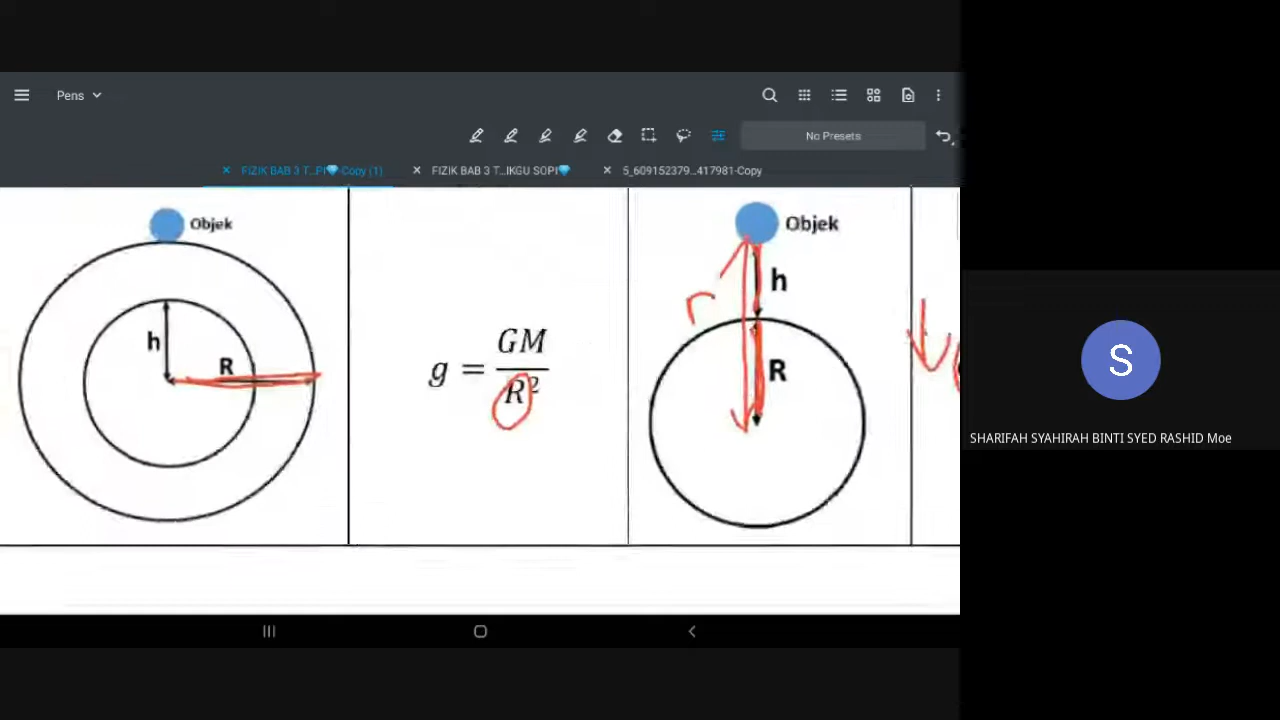 Pens
No Presets
FIZIK BAB 3 T...PI💎 Copy (1)
FIZIK BAB 3 T...IKGU SOPI💎
5_609152379...417981-Copy
Objek
h
R
g = GM / R²
Objek
h
r
R
S
SHARIFAH SYAHIRAH BINTI SYED RASHID Moe